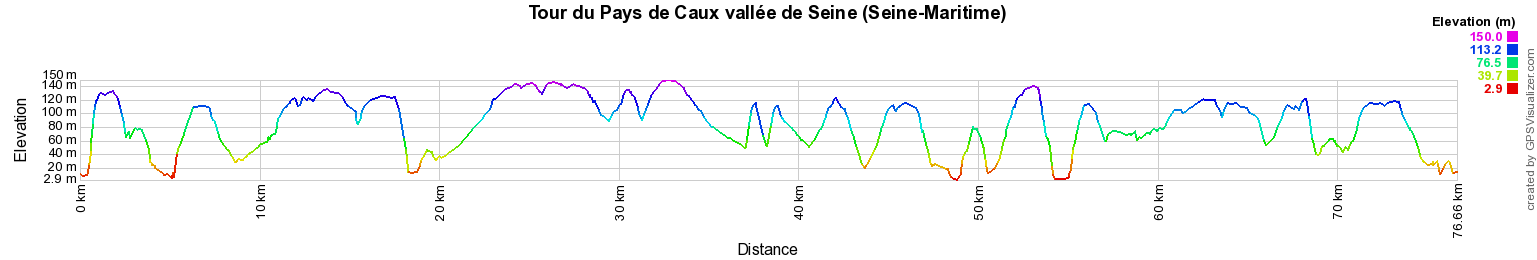 Tour du Pays de Caux vallée de Seine (Seine-Maritime)
Elevation (m)
150.0
113.2
76.5
39.7
2.9
created by GPSVisualizer.com
Elevation
150 m
140 m
120 m
100 m
80 m
60 m
40 m
20 m
2.9 m
0 km
10 km
20 km
30 km
40 km
50 km
60 km
70 km
76.66 km
Distance